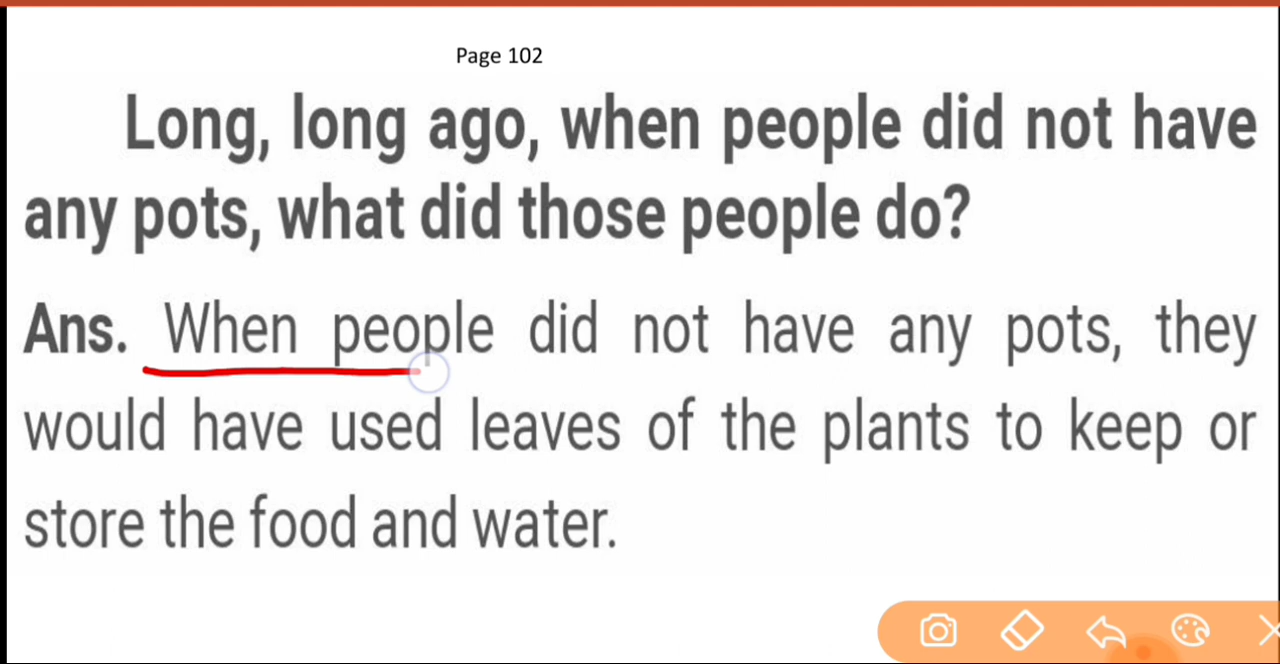 Page 102
Long, long ago, when people did not have
any pots, what did those people do?
Ans. When people did not have any pots, they
would have used leaves of the plants to keep or
store the food and water.